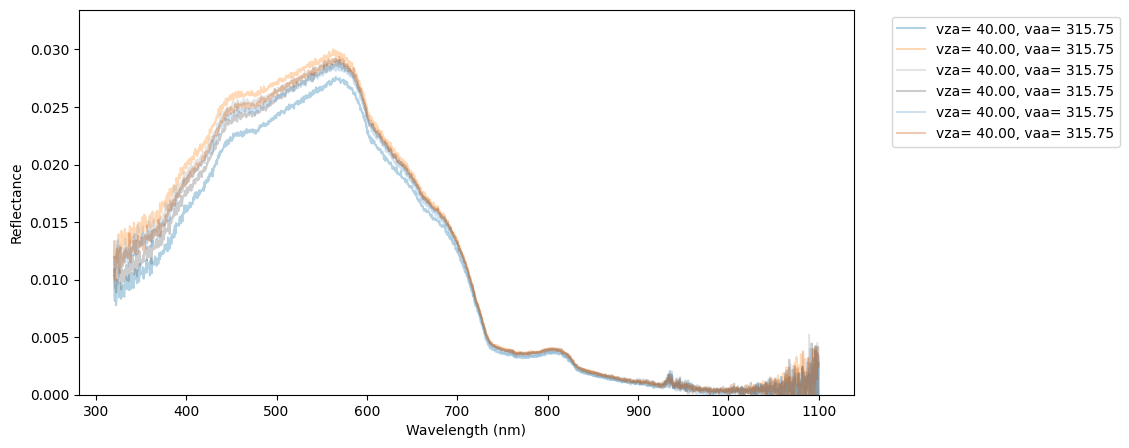 0.030
0.025
0.020
0.015
0.010
0.005
0.000
Reflectance
300 400 500 600 700 800 900 1000 1100
Wavelength (nm)
vza= 40.00, vaa= 315.75
vza= 40.00, vaa= 315.75
vza= 40.00, vaa= 315.75
vza= 40.00, vaa= 315.75
vza= 40.00, vaa= 315.75
vza= 40.00, vaa= 315.75